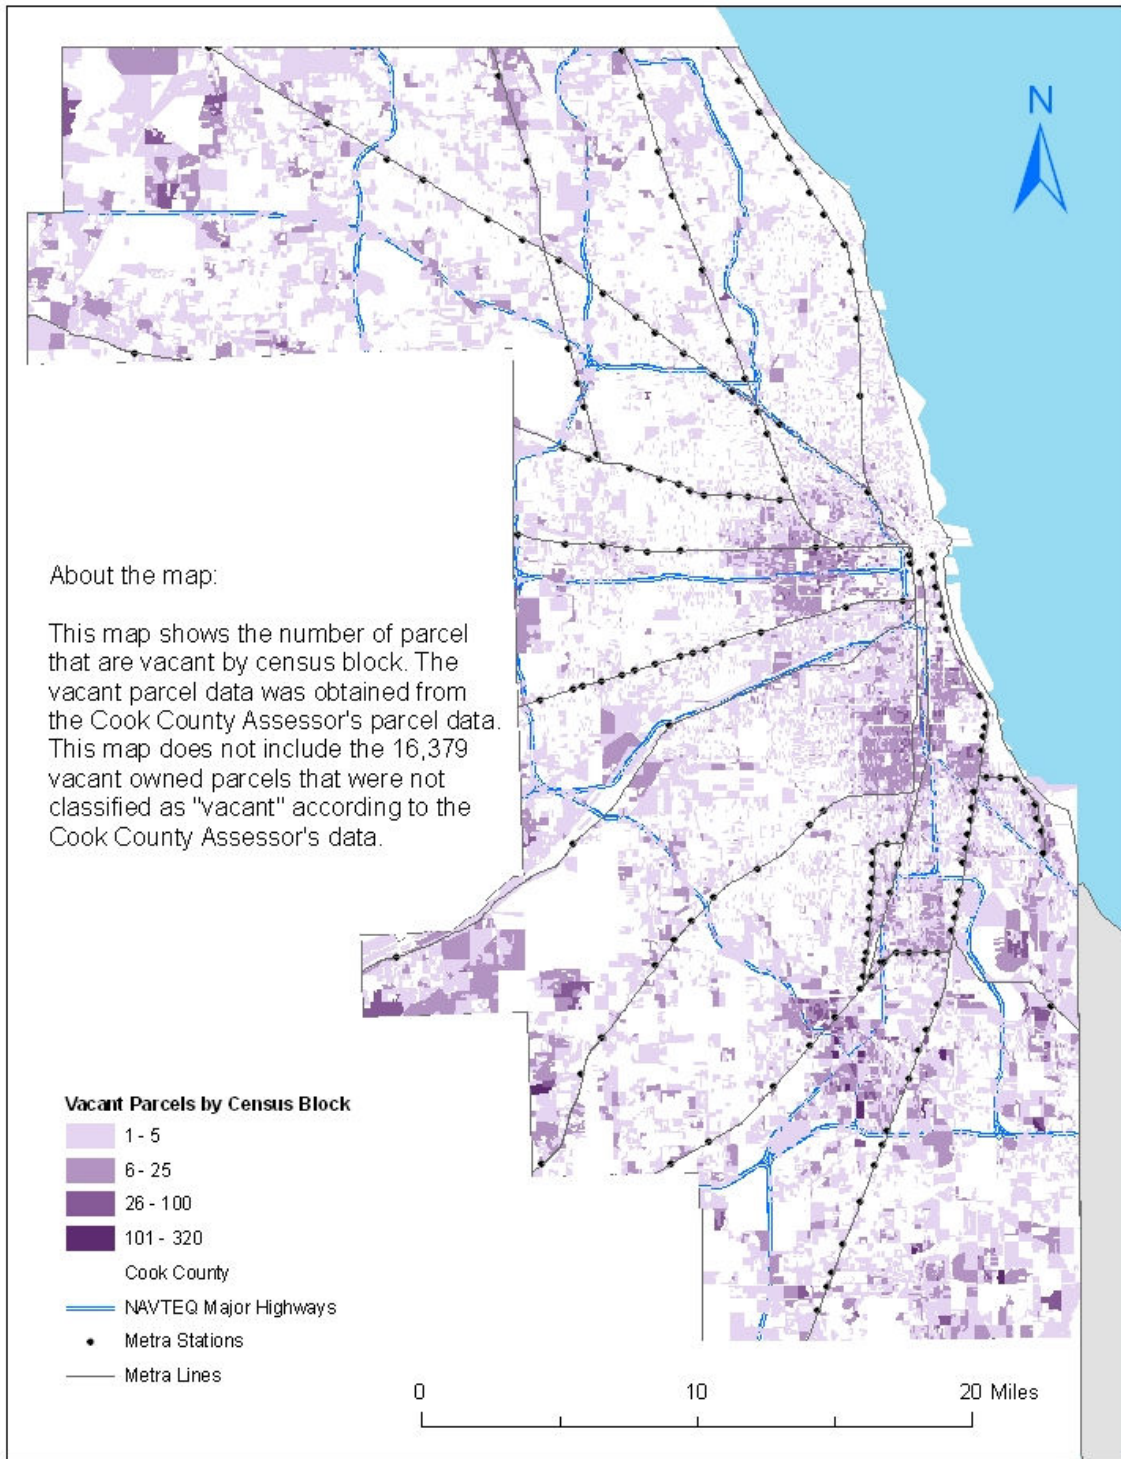 N
About the map:
This map shows the number of parcel
that are vacant by census block. The
vacant parcel data was obtained from
the Cook County Assessor's parcel data.
This map does not include the 16,379
vacant owned parcels that were not
classified as "vacant" according to the
Cook County Assessor's data.
Vacant Parcels by Census Block
1 - 5
6 - 25
26 - 100
101 - 320
Cook County
NAVTEQ Major Highways
Metra Stations
Metra Lines
0 10 20 Miles